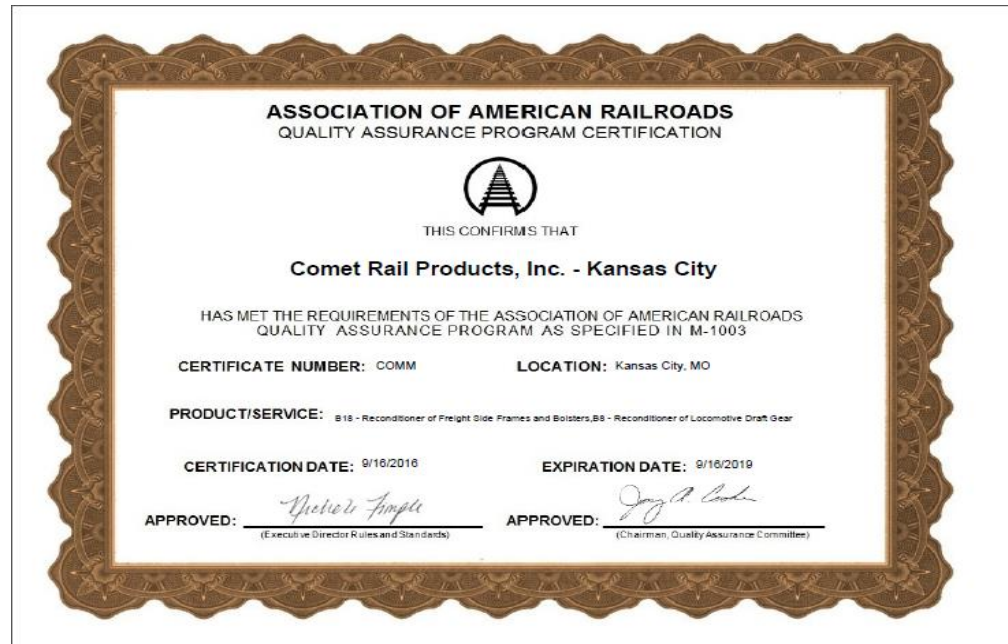 ASSOCIATION OF AMERICAN RAILROADS
QUALITY ASSURANCE PROGRAM CERTIFICATION
THIS CONFIRMS THAT
Comet Rail Products, Inc. - Kansas City
HAS MET THE REQUIREMENTS OF THE ASSOCIATION OF AMERICAN RAILROADS
QUALITY ASSURANCE PROGRAM AS SPECIFIED IN M-1003
CERTIFICATE NUMBER: COMM LOCATION: Kansas City, MO
PRODUCT/SERVICE: B18 - Reconditioner of Freight Side Frames and Bolsters,B8 - Reconditioner of Locomotive Draft Gear
CERTIFICATION DATE: 9/16/2016 EXPIRATION DATE: 9/16/2019
APPROVED: APPROVED:
(Executive Director Rules and Standards) (Chairman, Quality Assurance Committee)